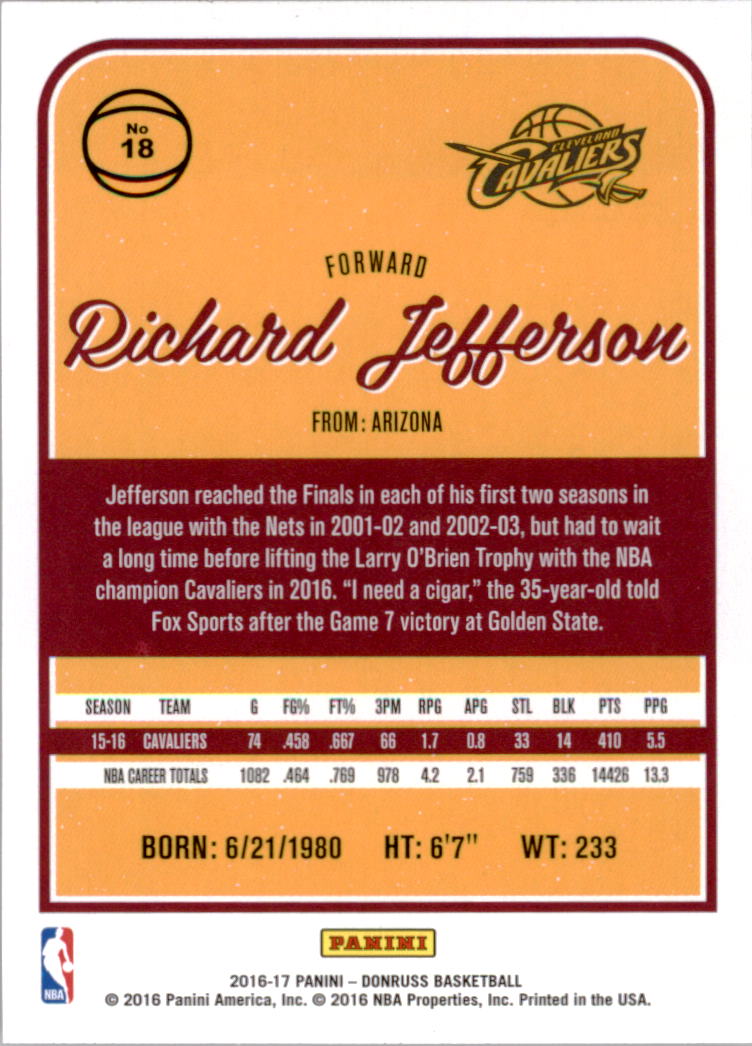 No
18
CLEVELAND
CAVALIERS
FORWARD
Richard Jefferson
FROM: ARIZONA
Jefferson reached the Finals in each of his first two seasons in
the league with the Nets in 2001-02 and 2002-03, but had to wait
a long time before lifting the Larry O'Brien Trophy with the NBA
champion Cavaliers in 2016. “I need a cigar,” the 35-year-old told
Fox Sports after the Game 7 victory at Golden State.
SEASON TEAM G FG% FT% 3PM RPG APG STL BLK PTS PPG
15-16 CAVALIERS 74 .458 .667 66 1.7 0.8 33 14 410 5.5
NBA CAREER TOTALS 1082 .464 .769 978 4.2 2.1 759 336 14426 13.3
BORN: 6/21/1980 HT: 6'7" WT: 233
PANINI
NBA
2016-17 PANINI – DONRUSS BASKETBALL
© 2016 Panini America, Inc. © 2016 NBA Properties, Inc. Printed in the USA.